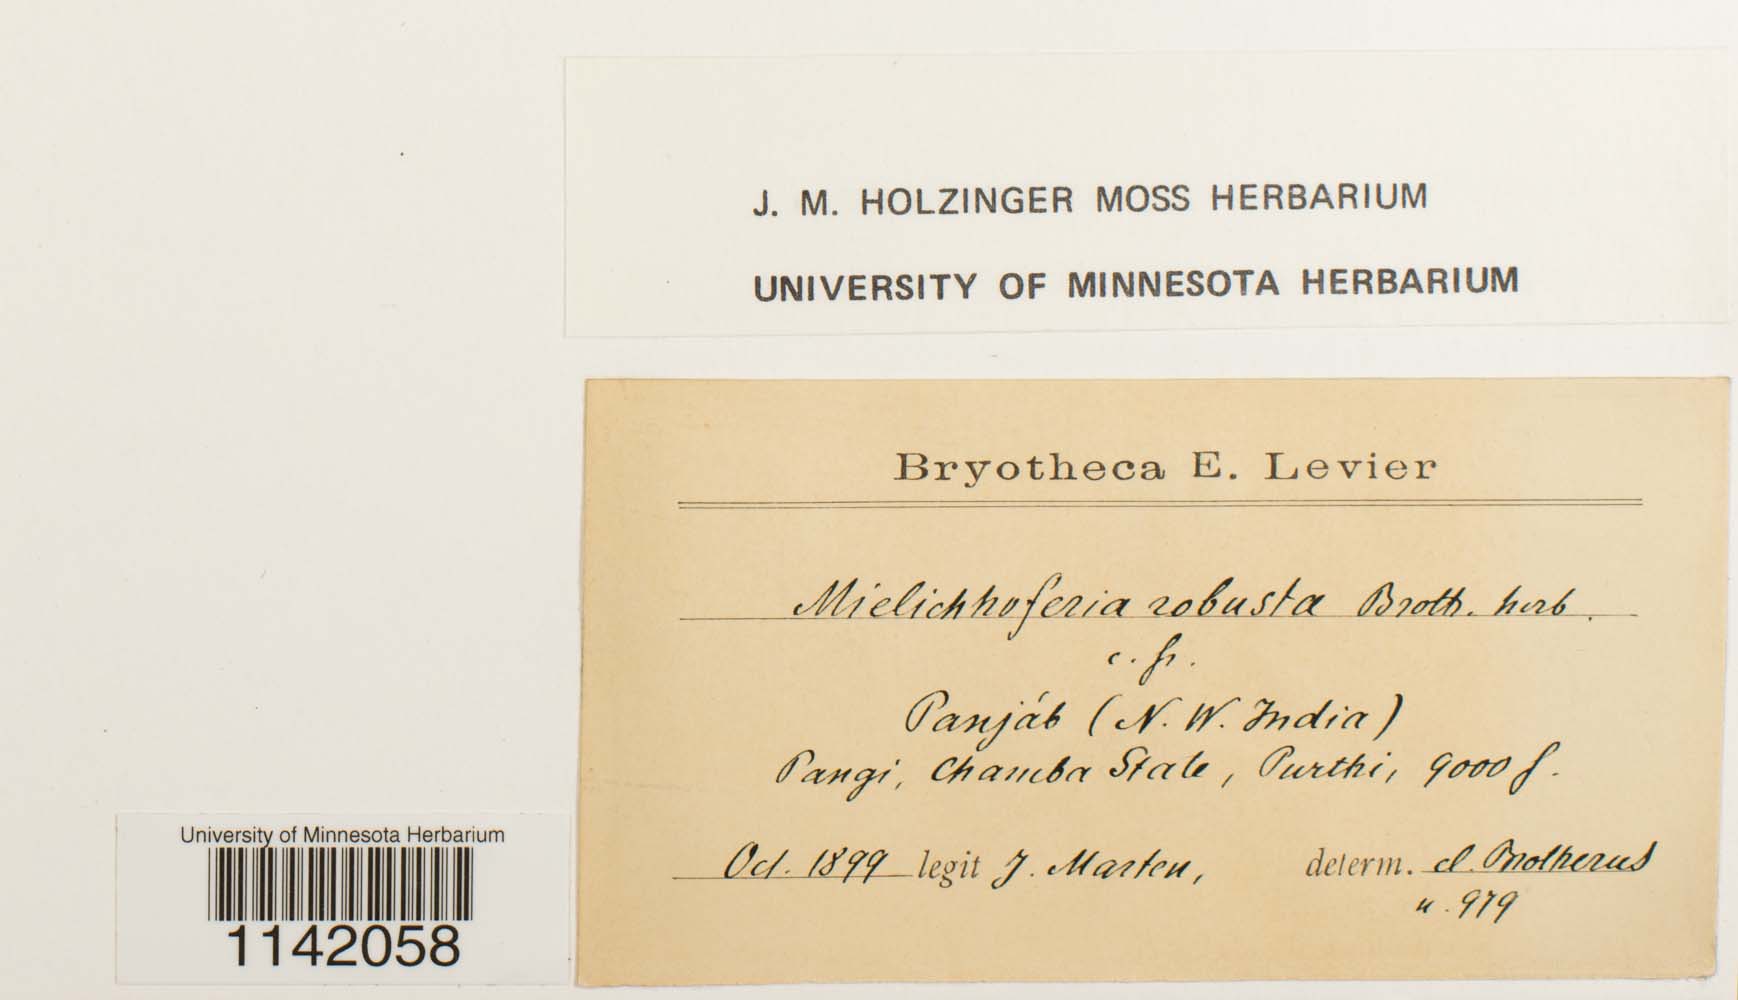 J. M. HOLZINGER MOSS HERBARIUM
UNIVERSITY OF MINNESOTA HERBARIUM
Bryotheca E. Levier
Mielichhoferia robusta Broth. herb.
c. fr.
Panjáb (N. W. India)
Pangi, Chamba State, Purthi, 9000 f.
Oct. 1899 legit J. Marten, determ. cl. Brotherus
n. 979
University of Minnesota Herbarium
1142058